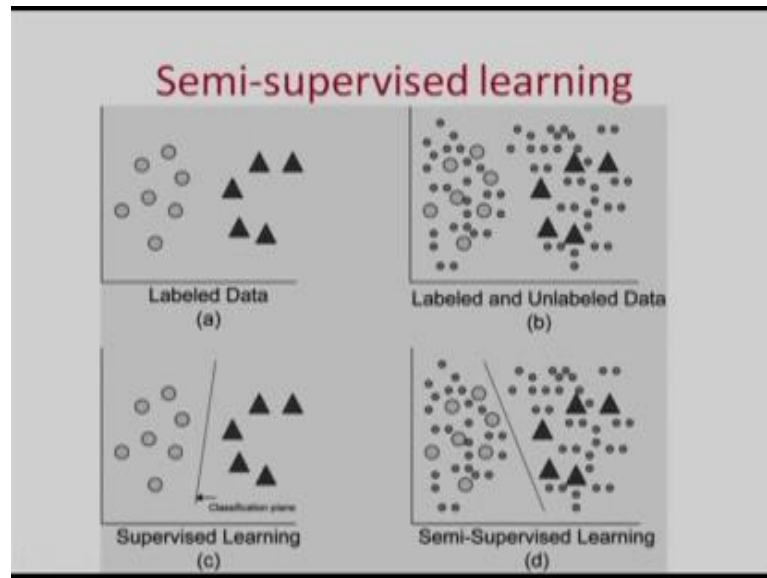 Semi-supervised learning
Labeled Data
(a)
Labeled and Unlabeled Data
(b)
Classification plane
Supervised Learning
(c)
Semi-Supervised Learning
(d)